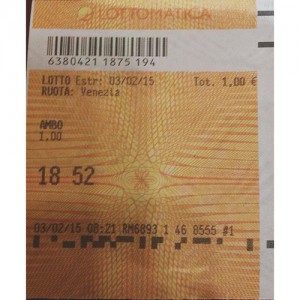 LOTTOMATICA
6380421 1875 194
LOTTO Estr: 03/02/15 Tot. 1,00 €
RUOTA: Venezia
AMBO
1,00
18 52
03/02/15 08:21 RM6893 1 46 0555 #1